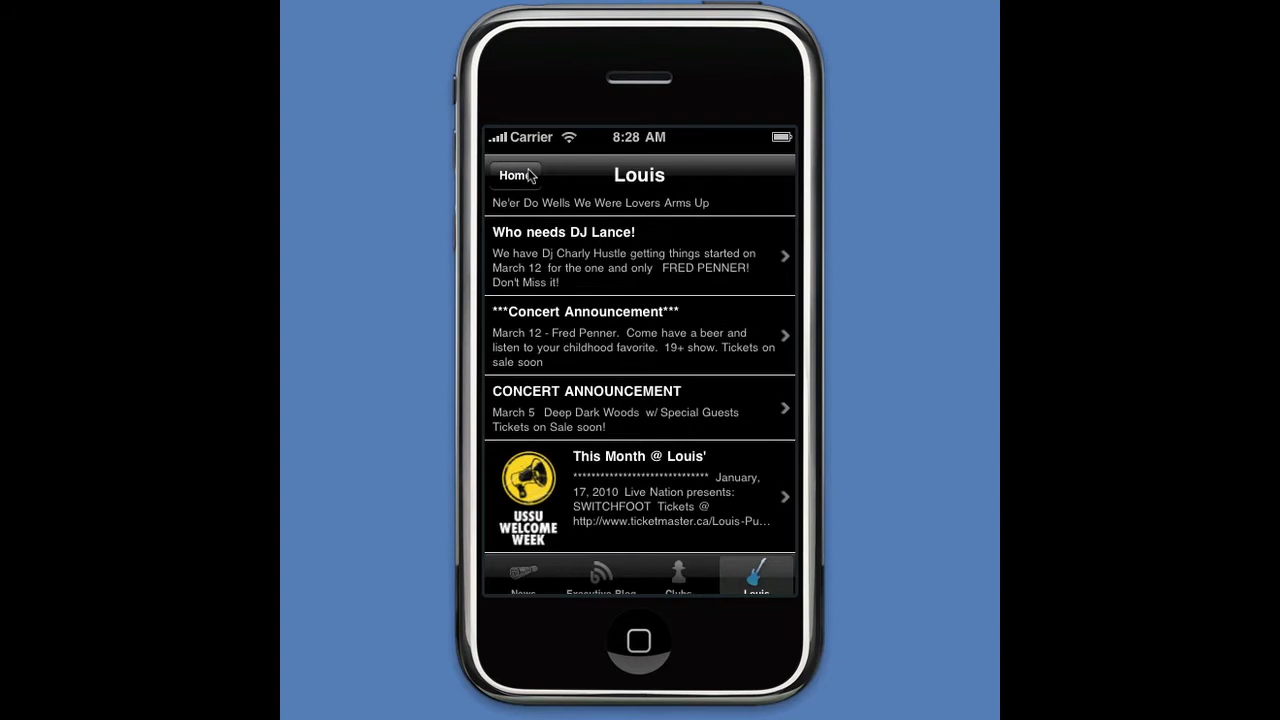 Carrier 8:28 AM
Home Louis
Ne'er Do Wells We Were Lovers Arms Up
Who needs DJ Lance!
We have Dj Charly Hustle getting things started on
March 12 for the one and only FRED PENNER!
Don't Miss it!
***Concert Announcement***
March 12 - Fred Penner. Come have a beer and
listen to your childhood favorite. 19+ show. Tickets on
sale soon
CONCERT ANNOUNCEMENT
March 5 Deep Dark Woods w/ Special Guests
Tickets on Sale soon!
USSU
WELCOME
WEEK
This Month @ Louis'
****************************** January,
17, 2010 Live Nation presents:
SWITCHFOOT Tickets @
http://www.ticketmaster.ca/Louis-Pu...
News Executive Blog Clubs Louis